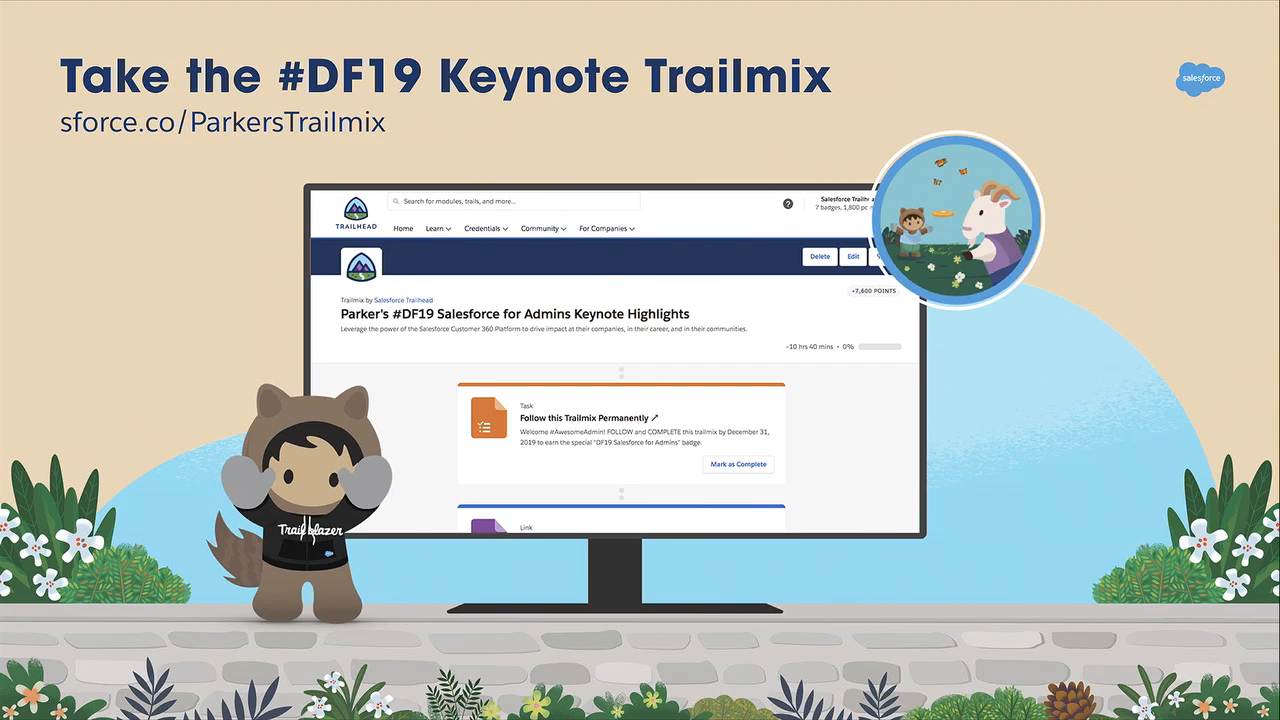 Take the #DF19 Keynote Trailmix
sforce.co/ParkersTrailmix
salesforce
TRAILHEAD
Search for modules, trails, and more...
Salesforce
7 badges, 1,800
Home Learn Credentials Community For Companies
Delete Edit
+7,600 POINTS
Trailmix by Salesforce Trailhead
Parker's #DF19 Salesforce for Admins Keynote Highlights
Leverage the power of the Salesforce Customer 360 Platform to drive impact at their companies, in their career, and in their communities.
~10 hrs 40 mins • 0%
Task
Follow this Trailmix Permanently
Welcome #AwesomeAdmin! FOLLOW and COMPLETE this trailmix by December 31,
2019 to earn the special "DF19 Salesforce for Admins" badge.
Mark as Complete
Link
Trailblazer